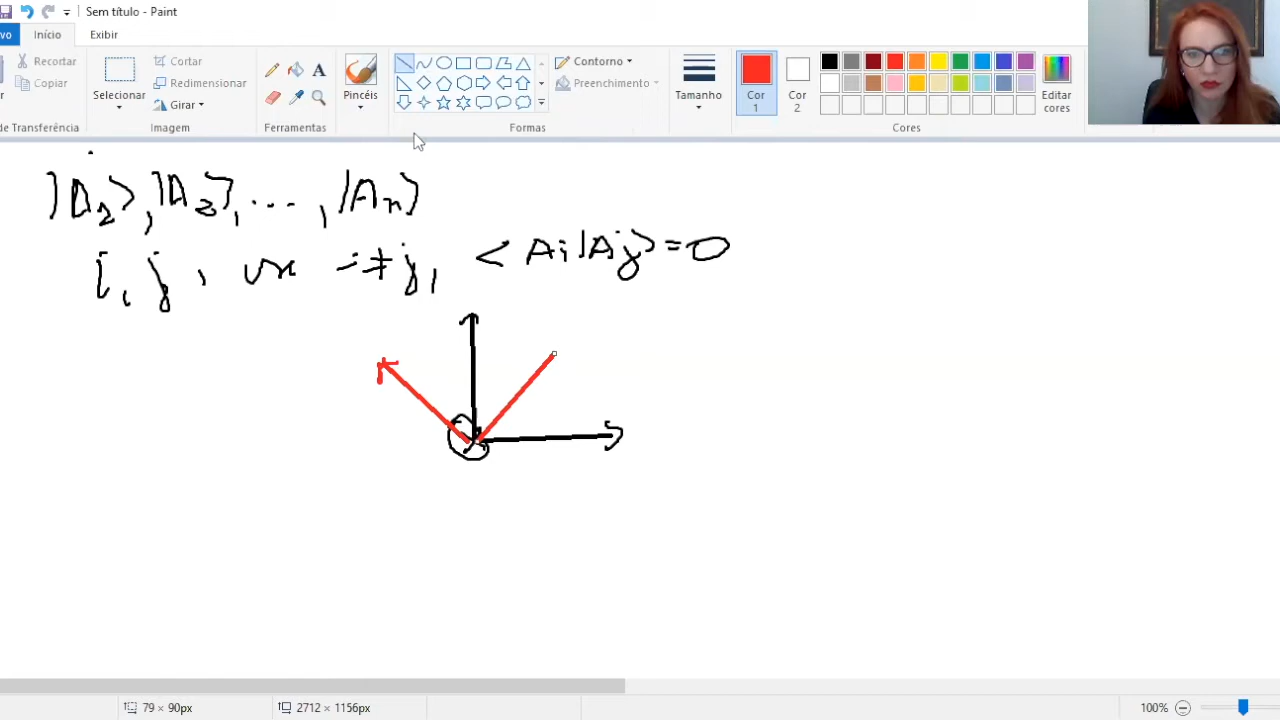 Sem título - Paint
vo Início Exibir
Recortar
Copiar
de Transferência
Selecionar
Cortar
Redimensionar
Girar
Imagem
Ferramentas
Pincéis
Contorno
Preenchimento
Formas
Tamanho
Cor
1
Cor
2
Editar
cores
Cores
|A₂>, |A₃>, ..., |Aₙ>
i, j, i≠j, <Ai|Aj>=0
79 × 90px
2712 × 1156px
100%